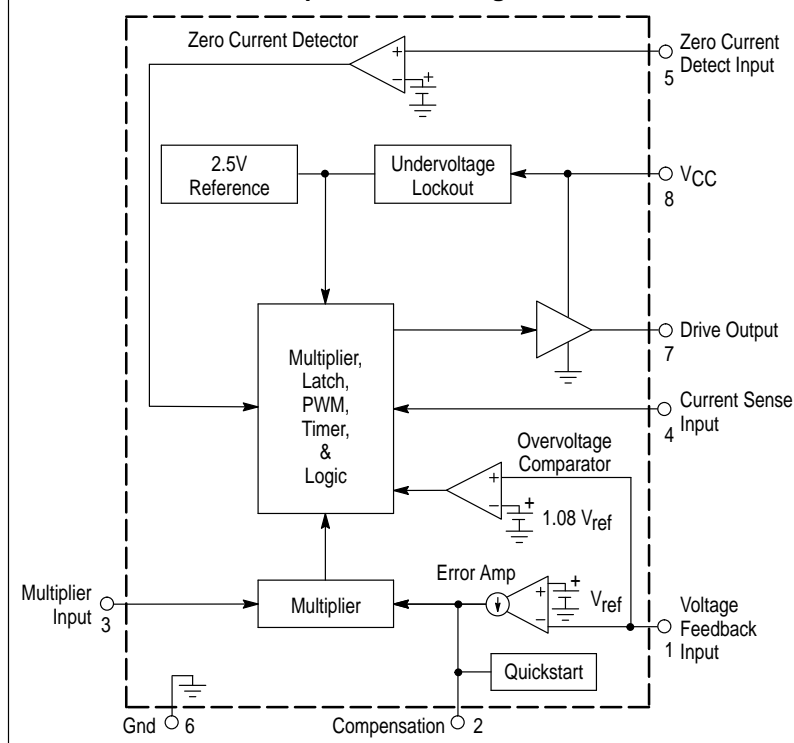 Zero Current Detector
+
−
+
Zero Current
Detect Input
5
2.5V
Reference
Undervoltage
Lockout
VCC
8
Multiplier,
Latch,
PWM,
Timer,
&
Logic
Drive Output
7
Current Sense
Input
4
Overvoltage
Comparator
+
−
+
1.08 Vref
Error Amp
+
−
+
Vref
Multiplier
Input
3
Multiplier
Voltage
Feedback
Input
1
Quickstart
Gnd 6
Compensation 2